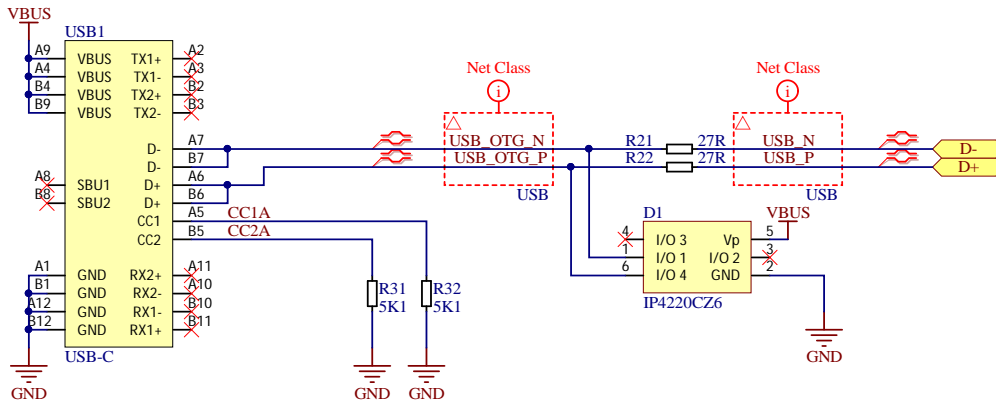 VBUS
USB1
A9 VBUS TX1+ A2
A4 VBUS TX1- A3
B4 VBUS TX2+ B2
B9 VBUS TX2- B3
D- A7
D- B7
A8 SBU1 D+ A6
B8 SBU2 D+ B6
CC1 A5 CC1A
CC2 B5 CC2A
A1 GND RX2+ A11
B1 GND RX2- A10
A12 GND RX1- B10
B12 GND RX1+ B11
USB-C
GND
R31
5K1
GND
R32
5K1
GND
Net Class
i
USB_OTG_N
USB_OTG_P
USB
R21 27R
R22 27R
Net Class
i
USB_N
USB_P
USB
D-
D+
D1
VBUS
4 I/O 3 Vp 5
1 I/O 1 I/O 2 3
6 I/O 4 GND 2
IP4220CZ6
GND